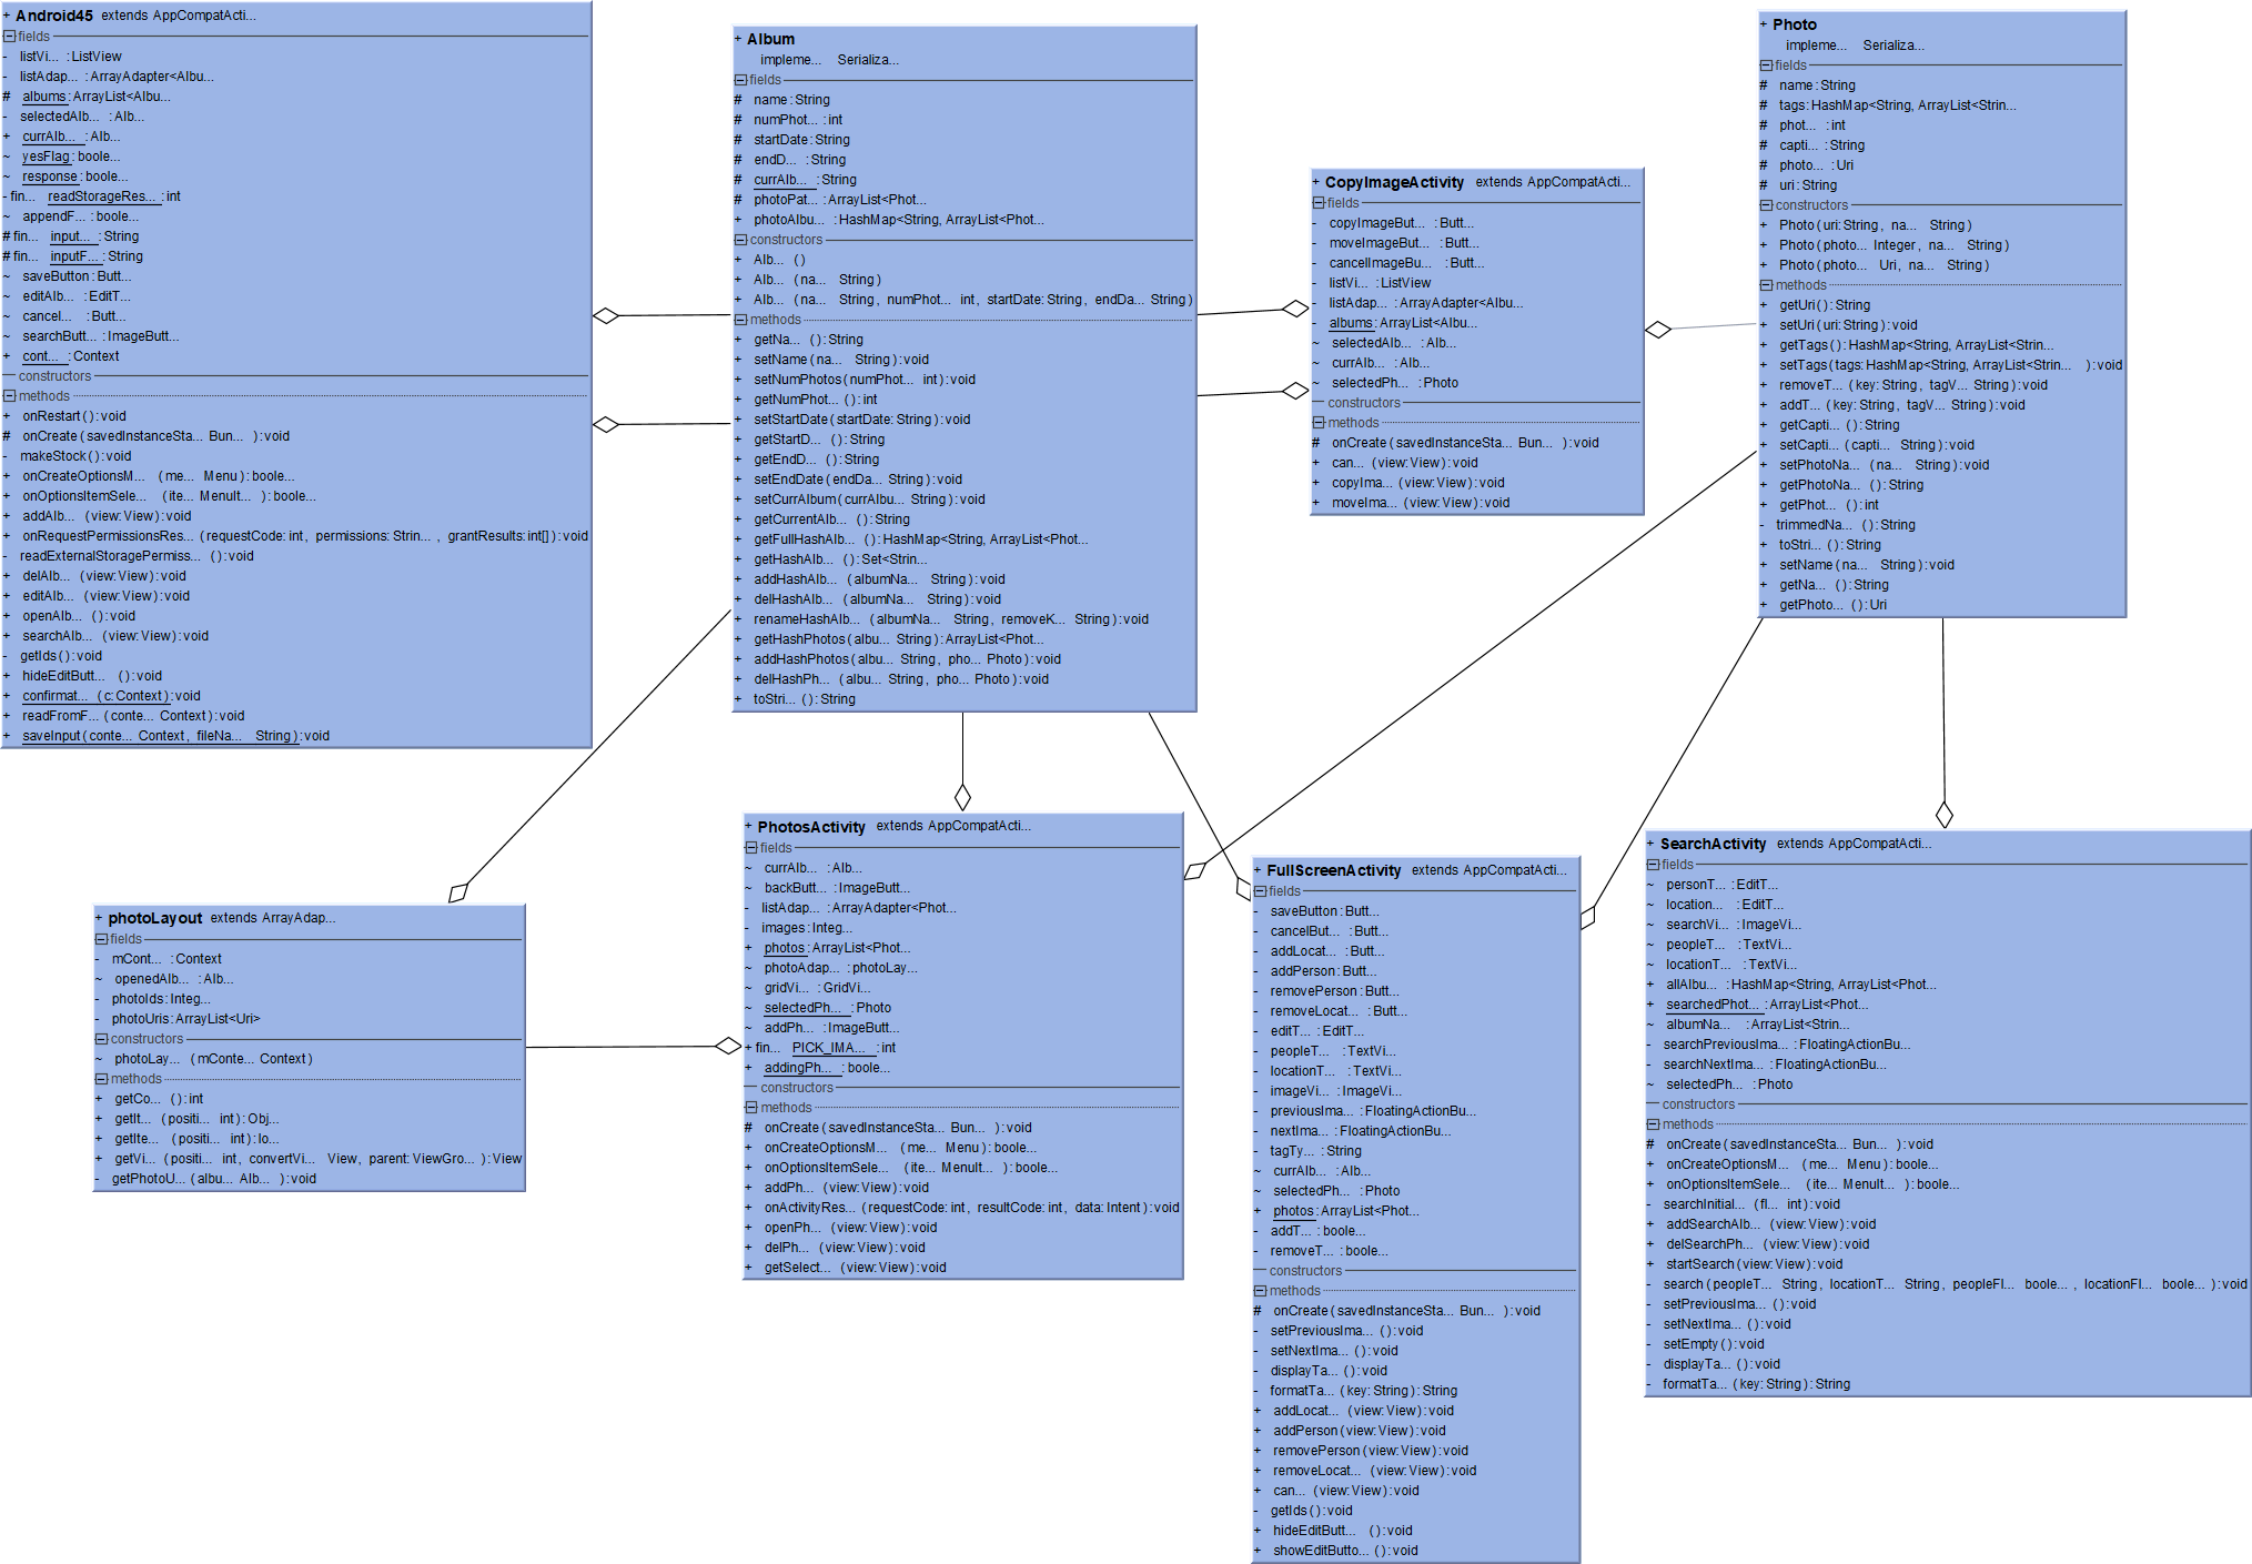 + Android45 extends AppCompatActi...
fields
- listVi... : ListView
- listAdap... : ArrayAdapter<Albu...
# albums : ArrayList<Albu...
- selectedAlb... : Alb...
+ currAlb... : Alb...
~ yesFlag : boole...
~ response : boole...
- fin... readStorageRes... : int
~ appendF... : boole...
# fin... input... : String
# fin... inputF... : String
~ saveButton : Butt...
~ editAlb... : EditT...
~ cancel... : Butt...
~ searchButt... : ImageButt...
+ cont... : Context
constructors
methods
+ onRestart ( ) : void
# onCreate ( savedInstanceSta... Bun... ) : void
- makeStock ( ) : void
+ onCreateOptionsM... ( me... Menu ) : boole...
+ onOptionsItemSele... ( ite... MenuIt... ) : boole...
+ addAlb... ( view: View ) : void
+ onRequestPermissionsRes... ( requestCode: int , permissions: Strin... , grantResults: int[] ) : void
- readExternalStoragePermiss... ( ) : void
+ delAlb... ( view: View ) : void
+ editAlb... ( view: View ) : void
+ openAlb... ( ) : void
+ searchAlb... ( view: View ) : void
- getIds ( ) : void
+ hideEditButt... ( ) : void
+ confirmat... ( c: Context ) : void
+ readFromF... ( conte... Context ) : void
+ saveInput ( conte... Context , fileNa... String ) : void
+ Album
impleme... Serializa...
fields
# name : String
# numPhot... : int
# startDate : String
# endD... : String
# currAlb... : String
# photoPat... : ArrayList<Phot...
+ photoAlbu... : HashMap<String, ArrayList<Phot...
constructors
+ Alb... ( )
+ Alb... ( na... String )
+ Alb... ( na... String , numPhot... int , startDate: String , endDa... String )
methods
+ getNa... ( ) : String
+ setName ( na... String ) : void
+ setNumPhotos ( numPhot... int ) : void
+ getNumPhot... ( ) : int
+ setStartDate ( startDate: String ) : void
+ getStartD... ( ) : String
+ getEndD... ( ) : String
+ setEndDate ( endDa... String ) : void
+ setCurrAlbum ( currAlbu... String ) : void
+ getCurrentAlb... ( ) : String
+ getFullHashAlb... ( ) : HashMap<String, ArrayList<Phot...
+ getHashAlb... ( ) : Set<Strin...
+ addHashAlb... ( albumNa... String ) : void
+ delHashAlb... ( albumNa... String ) : void
+ renameHashAlb... ( albumNa... String , removeK... String ) : void
+ getHashPhotos ( albu... String ) : ArrayList<Phot...
+ addHashPhotos ( albu... String , pho... Photo ) : void
+ delHashPh... ( albu... String , pho... Photo ) : void
+ toStri... ( ) : String
+ CopyImageActivity extends AppCompatActi...
fields
- copyImageBut... : Butt...
- moveImageBut... : Butt...
- cancelImageBu... : Butt...
- listVi... : ListView
- listAdap... : ArrayAdapter<Albu...
- albums : ArrayList<Albu...
~ selectedAlb... : Alb...
~ currAlb... : Alb...
~ selectedPh... : Photo
constructors
methods
# onCreate ( savedInstanceSta... Bun... ) : void
+ can... ( view: View ) : void
+ copyIma... ( view: View ) : void
+ moveIma... ( view: View ) : void
+ Photo
impleme... Serializa...
fields
# name : String
# tags : HashMap<String, ArrayList<Strin...
# phot... : int
# capti... : String
# photo... : Uri
# uri : String
constructors
+ Photo ( uri: String , na... String )
+ Photo ( photo... Integer , na... String )
+ Photo ( photo... Uri , na... String )
methods
+ getUri ( ) : String
+ setUri ( uri: String ) : void
+ getTags ( ) : HashMap<String, ArrayList<Strin...
+ setTags ( tags: HashMap<String, ArrayList<Strin... ) : void
+ removeT... ( key: String , tagV... String ) : void
+ addT... ( key: String , tagV... String ) : void
+ getCapti... ( ) : String
+ setCapti... ( capti... String ) : void
+ setPhotoNa... ( na... String ) : void
+ getPhotoNa... ( ) : String
+ getPhot... ( ) : int
- trimmedNa... ( ) : String
+ toStri... ( ) : String
+ setName ( na... String ) : void
+ getNa... ( ) : String
+ getPhoto... ( ) : Uri
+ photoLayout extends ArrayAdap...
fields
- mCont... : Context
~ openedAlb... : Alb...
- photoIds : Integ...
- photoUris : ArrayList<Uri>
constructors
~ photoLay... ( mConte... Context )
methods
+ getCo... ( ) : int
+ getIt... ( positi... int ) : Obj...
+ getIte... ( positi... int ) : lo...
+ getVi... ( positi... int , convertVi... View , parent: ViewGro... ) : View
- getPhotoU... ( albu... Alb... ) : void
+ PhotosActivity extends AppCompatActi...
fields
~ currAlb... : Alb...
~ backButt... : ImageButt...
- listAdap... : ArrayAdapter<Phot...
- images : Integ...
+ photos : ArrayList<Phot...
~ photoAdap... : photoLay...
~ gridVi... : GridVi...
~ selectedPh... : Photo
~ addPh... : ImageButt...
+ fin... PICK_IMA... : int
+ addingPh... : boole...
constructors
methods
# onCreate ( savedInstanceSta... Bun... ) : void
+ onCreateOptionsM... ( me... Menu ) : boole...
+ onOptionsItemSele... ( ite... MenuIt... ) : boole...
+ addPh... ( view: View ) : void
+ onActivityRes... ( requestCode: int , resultCode: int , data: Intent ) : void
+ openPh... ( view: View ) : void
+ delPh... ( view: View ) : void
+ getSelect... ( view: View ) : void
+ FullScreenActivity extends AppCompatActi...
fields
- saveButton : Butt...
- cancelBut... : Butt...
- addLocat... : Butt...
- addPerson : Butt...
- removePerson : Butt...
- removeLocat... : Butt...
- editT... : EditT...
- peopleT... : TextVi...
- locationT... : TextVi...
- imageVi... : ImageVi...
- previousIma... : FloatingActionBu...
- nextIma... : FloatingActionBu...
- tagTy... : String
~ currAlb... : Alb...
~ selectedPh... : Photo
+ photos : ArrayList<Phot...
- addT... : boole...
- removeT... : boole...
constructors
methods
# onCreate ( savedInstanceSta... Bun... ) : void
- setPreviousIma... ( ) : void
- setNextIma... ( ) : void
- displayTa... ( ) : void
- formatTa... ( key: String ) : String
+ addLocat... ( view: View ) : void
+ addPerson ( view: View ) : void
+ removePerson ( view: View ) : void
+ removeLocat... ( view: View ) : void
+ can... ( view: View ) : void
- getIds ( ) : void
+ hideEditButt... ( ) : void
+ showEditButto... ( ) : void
+ SearchActivity extends AppCompatActi...
fields
~ personT... : EditT...
~ location... : EditT...
~ searchVi... : ImageVi...
~ peopleT... : TextVi...
~ locationT... : TextVi...
+ allAlbu... : HashMap<String, ArrayList<Phot...
+ searchedPhot... : ArrayList<Phot...
~ albumNa... : ArrayList<Strin...
- searchPreviousIma... : FloatingActionBu...
- searchNextIma... : FloatingActionBu...
~ selectedPh... : Photo
constructors
methods
# onCreate ( savedInstanceSta... Bun... ) : void
+ onCreateOptionsM... ( me... Menu ) : boole...
+ onOptionsItemSele... ( ite... MenuIt... ) : boole...
- searchInitial... ( fl... int ) : void
+ addSearchAlb... ( view: View ) : void
+ delSearchPh... ( view: View ) : void
+ startSearch ( view: View ) : void
- search ( peopleT... String , locationT... String , peopleFl... boole... , locationFl... boole... ) : void
- setPreviousIma... ( ) : void
- setNextIma... ( ) : void
- setEmpty ( ) : void
- displayTa... ( ) : void
- formatTa... ( key: String ) : String